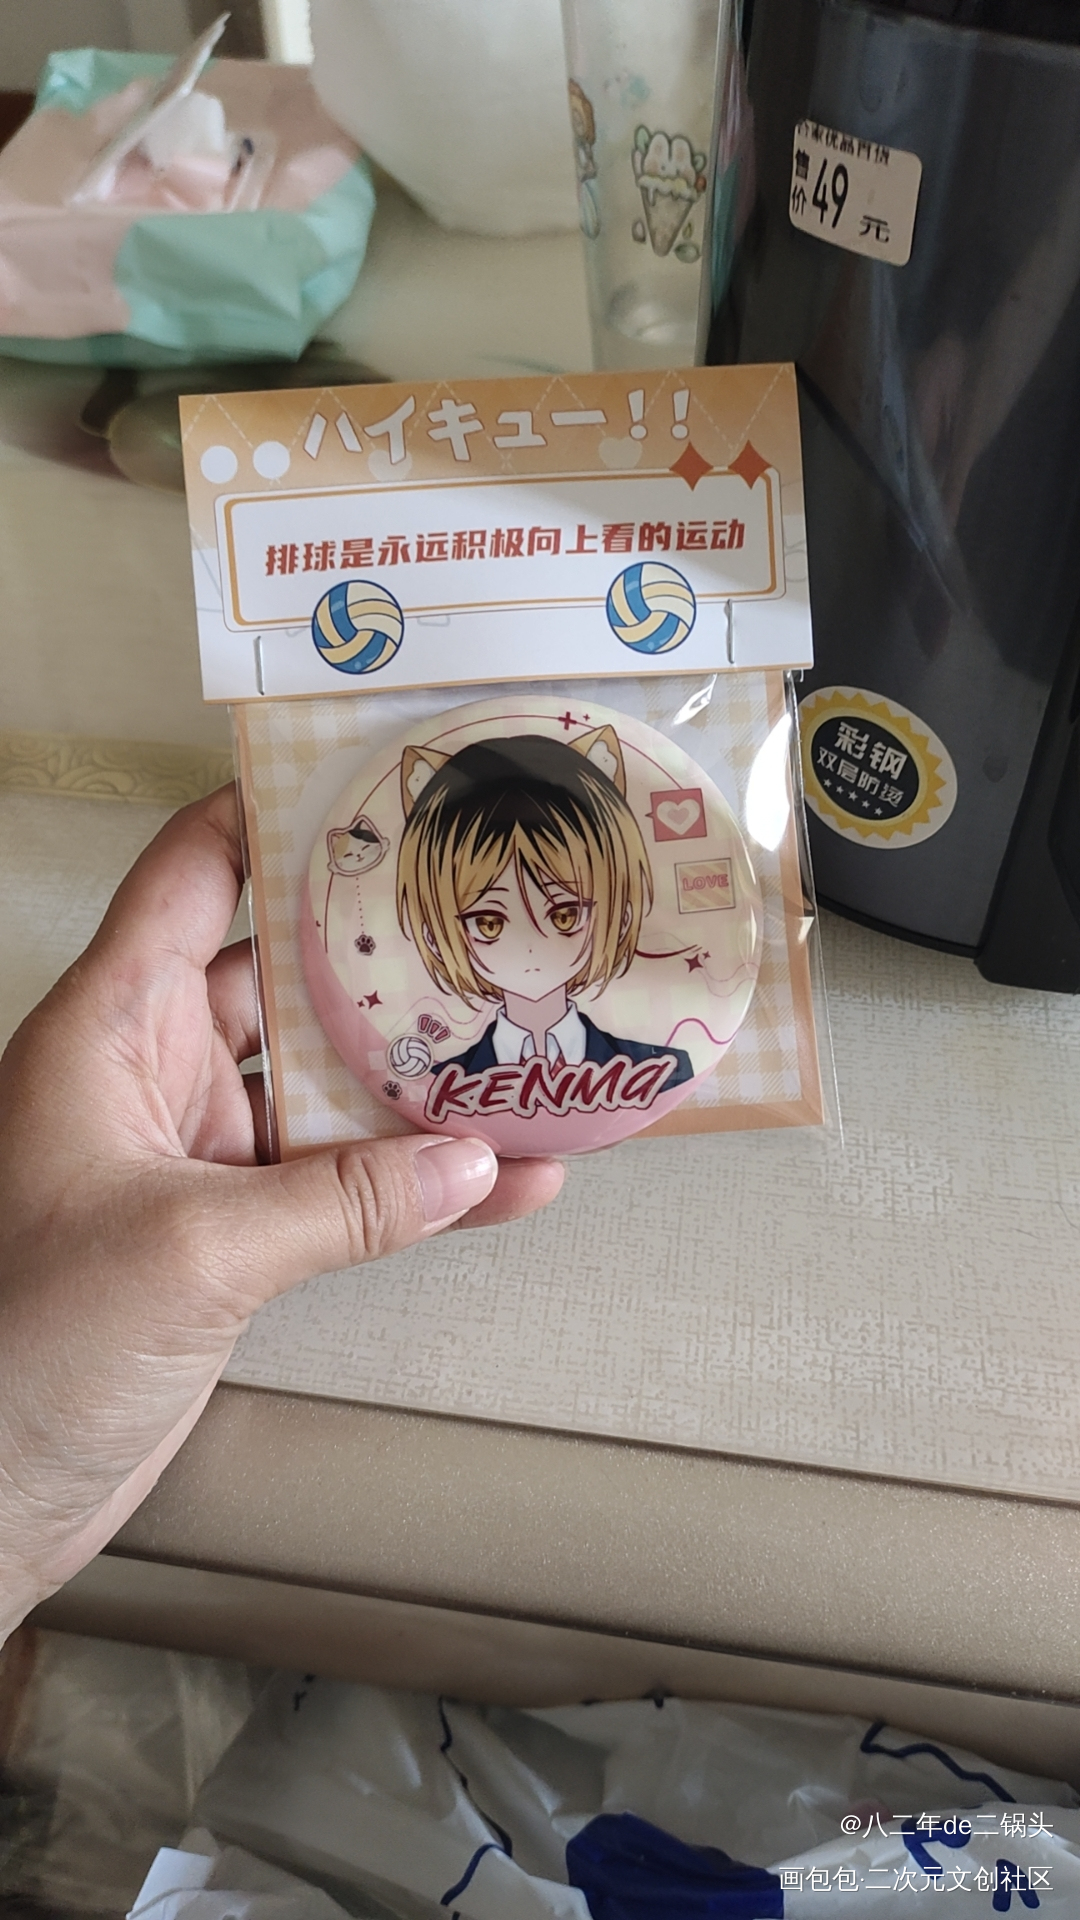 售价 49 元
ハイキュー!!
排球是永远积极向上看的运动
彩钢
双层防烫
LOVE
KENMA
@八二年de二锅头
画包包·二次元文创社区